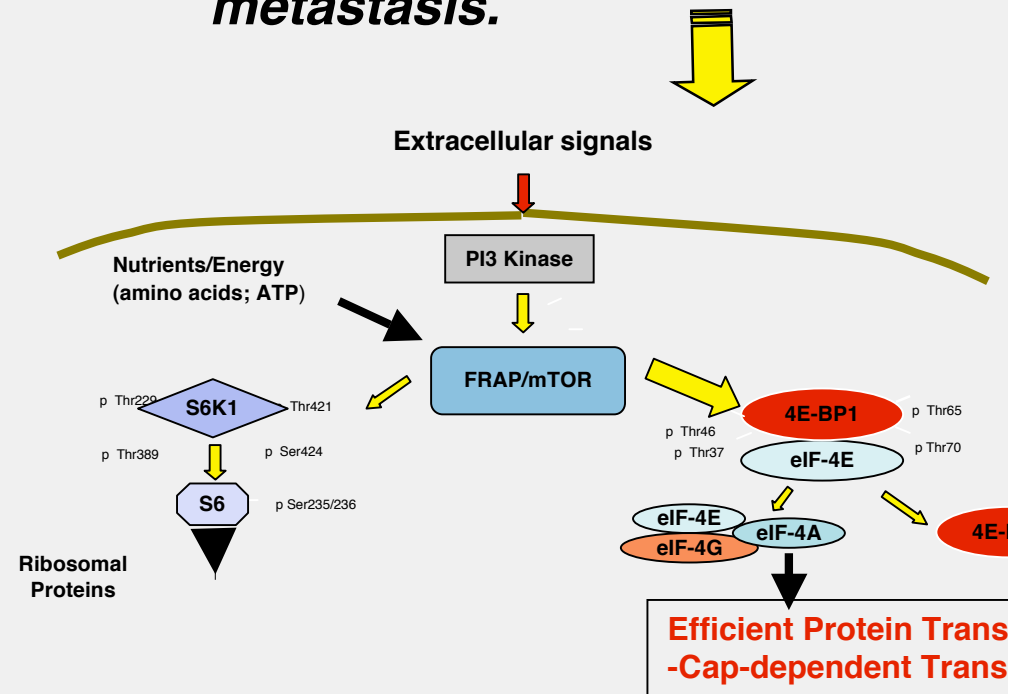 metastasis.
Extracellular signals
PI3 Kinase
Nutrients/Energy
(amino acids; ATP)
FRAP/mTOR
p Thr229
S6K1
Thr421
4E-BP1
p Thr65
p Thr46
p Thr37
eIF-4E
p Thr70
p Thr389
p Ser424
S6
p Ser235/236
eIF-4E
eIF-4G
eIF-4A
4E-
Ribosomal
Proteins
Efficient Protein Trans
-Cap-dependent Trans